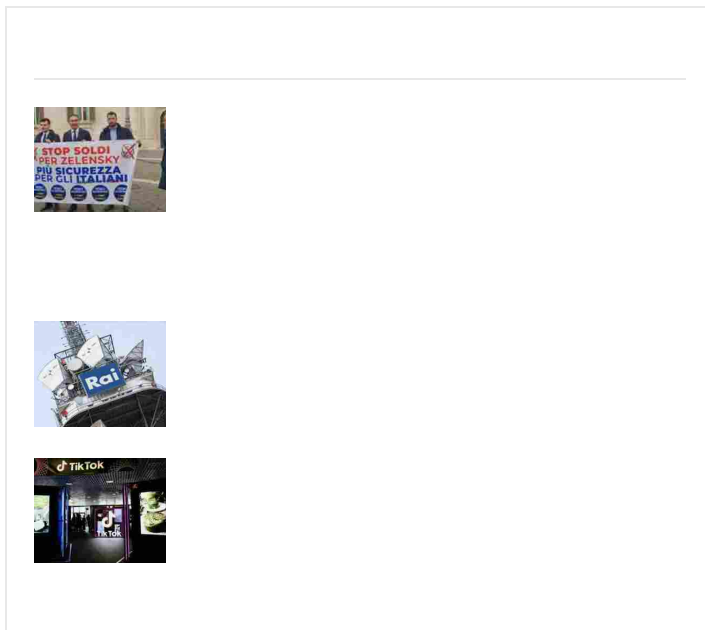 STOP SOLDI
PER ZELENSKY
PIÙ SICUREZZA
PER GLI ITALIANI
Rai
TikTok
TikTok